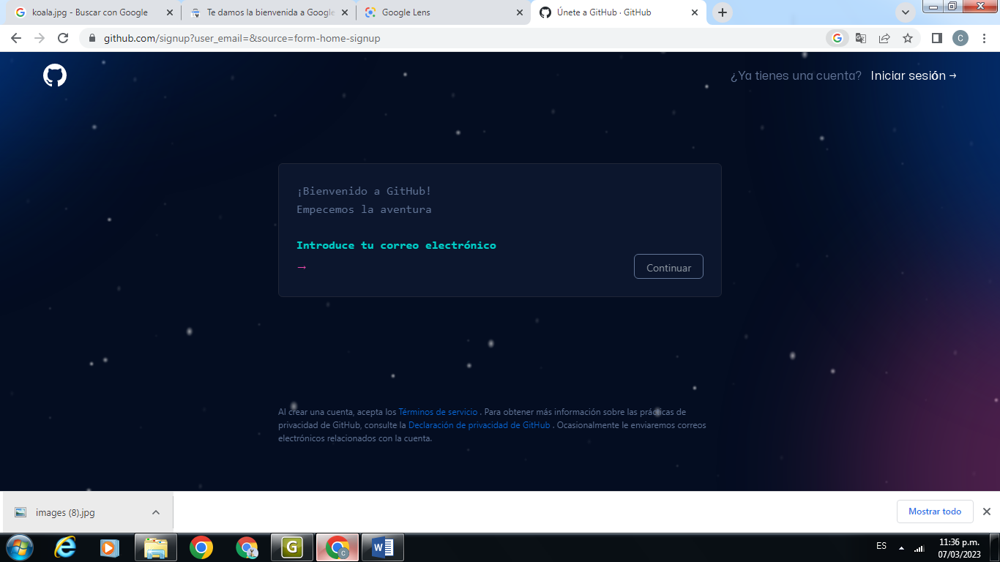 koala.jpg - Buscar con Google
Te damos la bienvenida a Google
Google Lens
Únete a GitHub · GitHub
github.com/signup?user_email=&source=form-home-signup
C
¿Ya tienes una cuenta? Iniciar sesión →
¡Bienvenido a GitHub!
Empecemos la aventura
Introduce tu correo electrónico
→
Continuar
Al crear una cuenta, acepta los Términos de servicio . Para obtener más información sobre las prácticas de
privacidad de GitHub, consulte la Declaración de privacidad de GitHub . Ocasionalmente le enviaremos correos
electrónicos relacionados con la cuenta.
images (8).jpg
Mostrar todo
ES
11:36 p.m.
07/03/2023